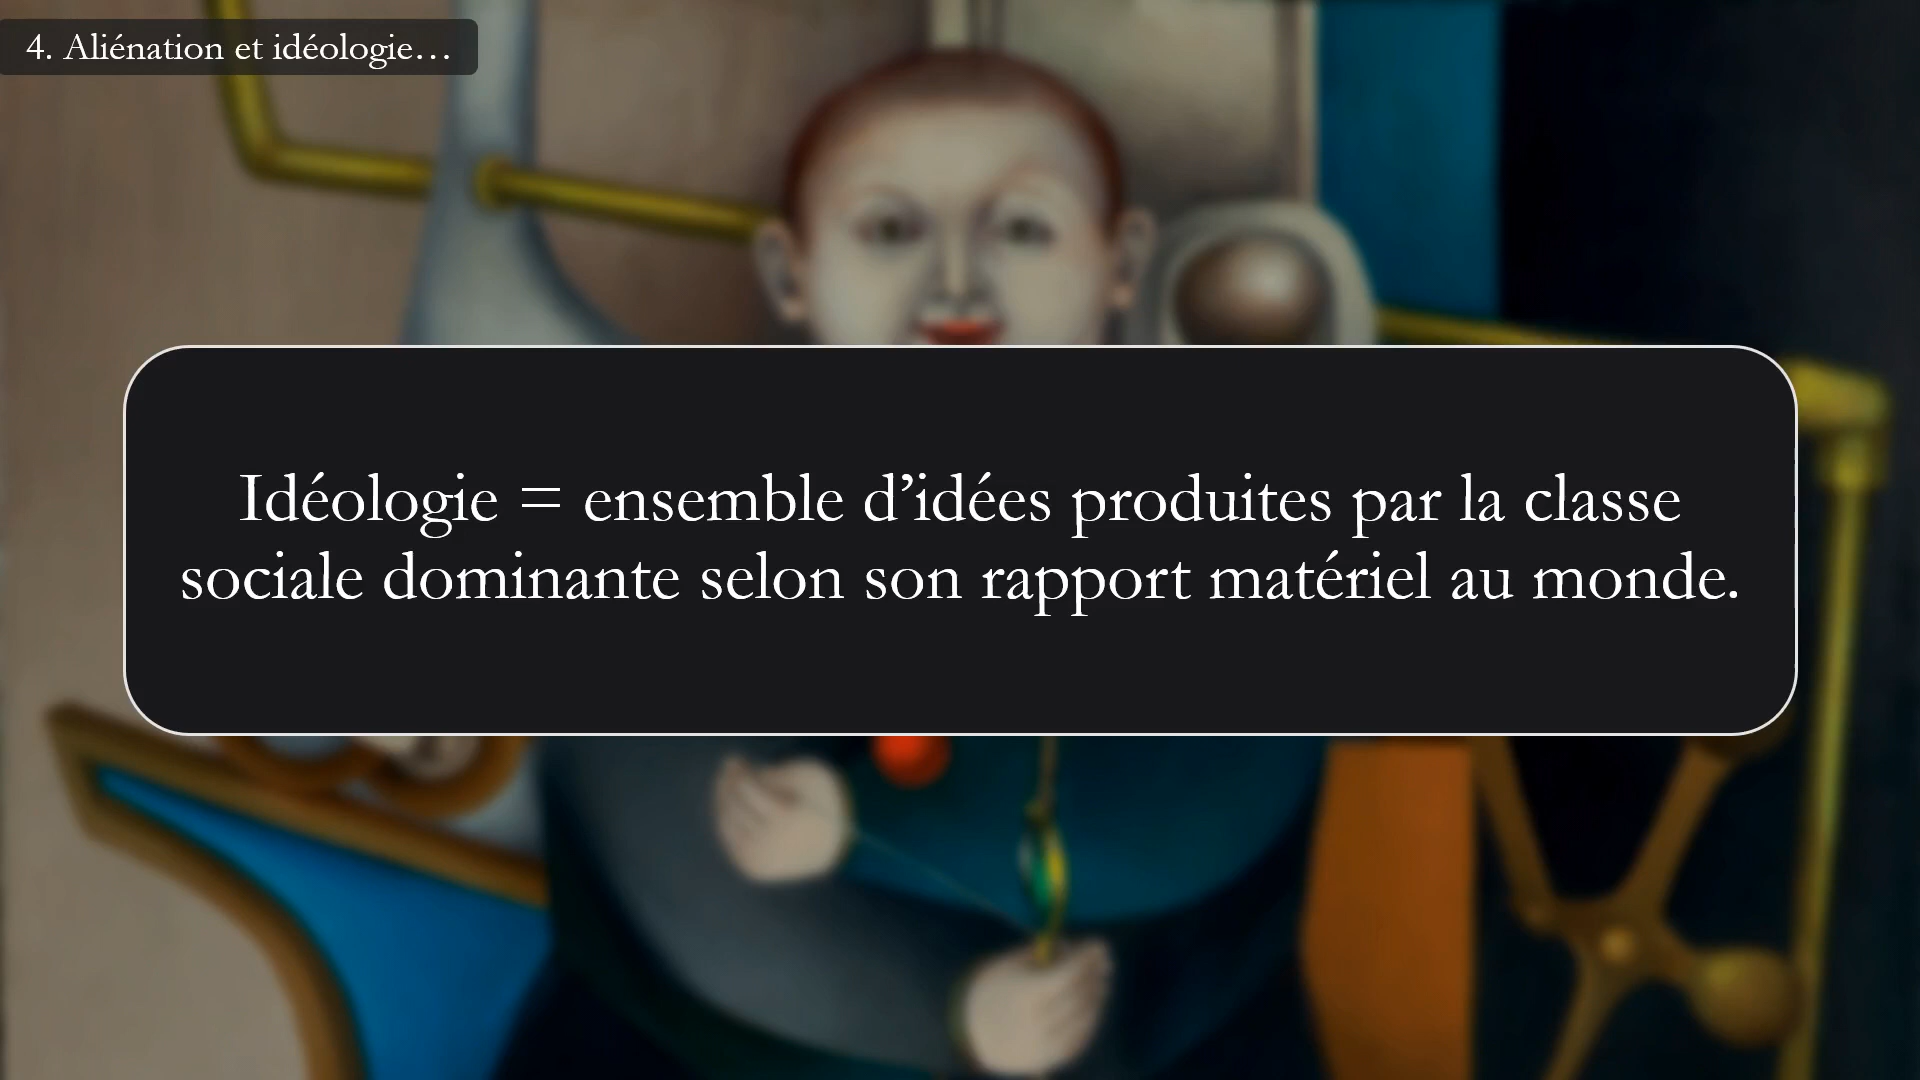 4. Aliénation et idéologie…
Idéologie = ensemble d’idées produites par la classe
sociale dominante selon son rapport matériel au monde.